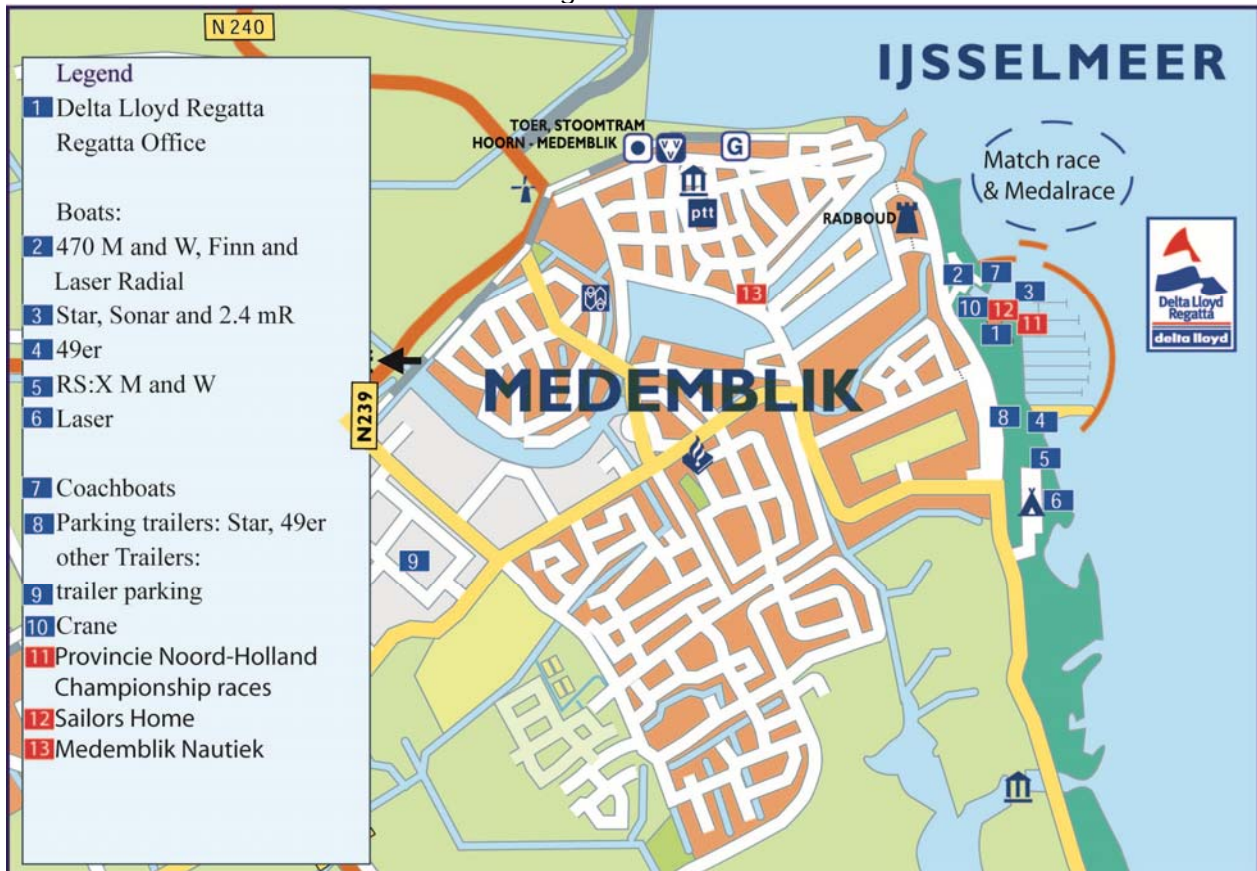 N 240
IJSSELMEER
Legend
1 Delta Lloyd Regatta
Regatta Office
Boats:
2 470 M and W, Finn and
Laser Radial
3 Star, Sonar and 2.4 mR
4 49er
5 RS:X M and W
6 Laser
7 Coachboats
8 Parking trailers: Star, 49er
other Trailers:
9 trailer parking
10 Crane
11 Provincie Noord-Holland
Championship races
12 Sailors Home
13 Medemblik Nautiek
TOER, STOOMTRAM
HOORN - MEDEMBLIK
V V V
G
ptt
RADBOUD
Match race
& Medalrace
Delta Lloyd
Regatta
delta lloyd
2
7
3
10
12
11
1
13
MEDEMBLIK
N239
8
4
5
6
9